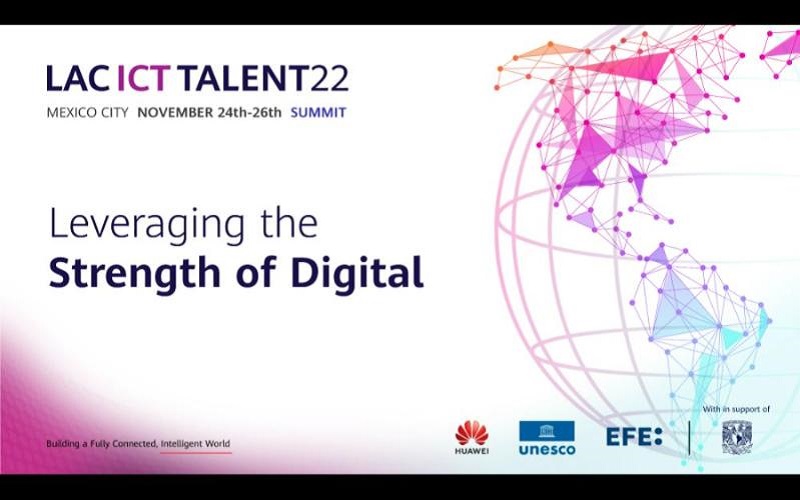 LAC ICT TALENT22
MEXICO CITY NOVEMBER 24th-26th SUMMIT
Leveraging the
Strength of Digital
With in support of
Building a Fully Connected, Intelligent World
HUAWEI
unesco
EFE: